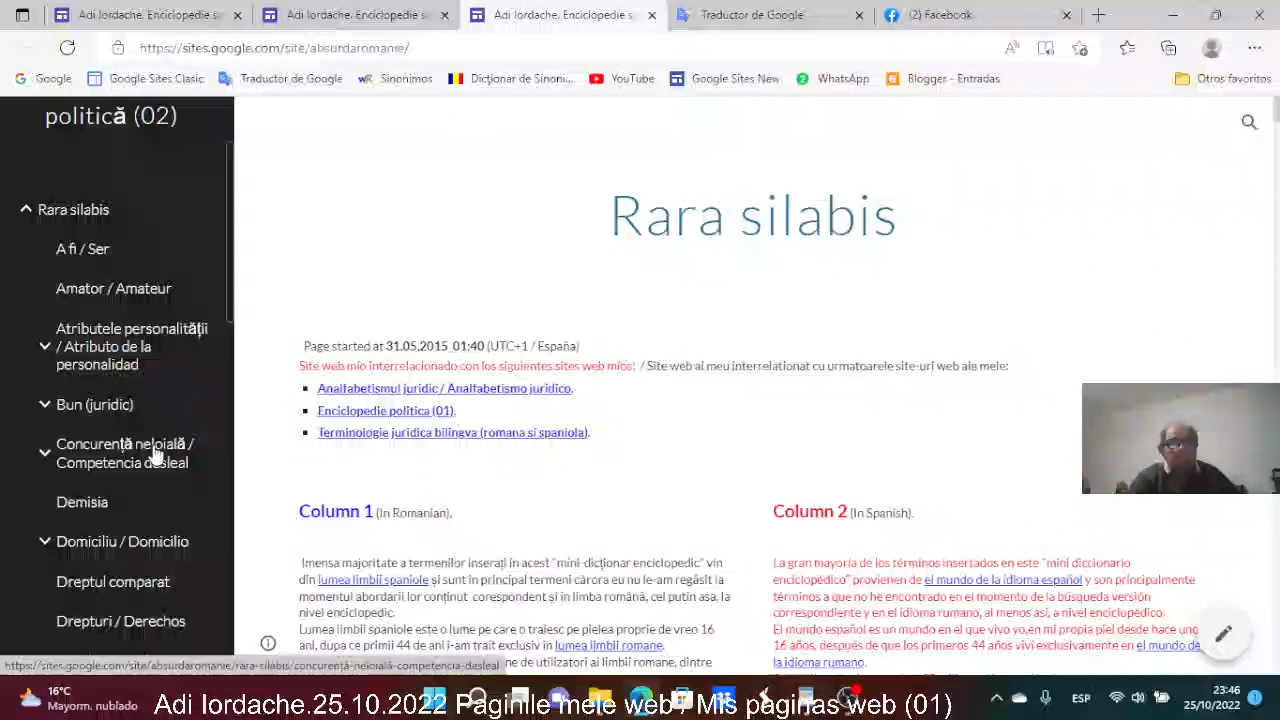 Adi Iordache. Enciclopedie p
Adi Iordache. Enciclopedie p
Traductor de Google
(2) Facebook
https://sites.google.com/site/absurdaromanie/
Google
Google Sites Clasic
Traductor de Google
Sinonimos
Dicționar de Sinoni...
YouTube
Google Sites New
WhatsApp
Blogger - Entradas
Otros favoritos
politică (02)
Rara silabis
A fi / Ser
Amator / Amateur
Atributele personalității
/ Atributo de la
personalidad
Bun (juridic)
Concurență neloială /
Competencia desleal
Demisia
Domiciliu / Domicilio
Dreptul comparat
Drepturi / Derechos
Rara silabis
Page started at 31.05.2015_01:40 (UTC+1 / España)
Site web mío interrelacionado con los siguientes sites web míos: / Site web al meu interrelationat cu urmatoarele site-uri web ale mele:
Analfabetismul juridic / Analfabetismo jurídico.
Enciclopedie politica (01).
Terminologie juridica bilingva (romana si spaniola).
Column 1 (In Romanian).
Imensa majoritate a termenilor inserați în acest "mini-dicționar enciclopedic" vin
din lumea limbii spaniole și sunt în principal termeni cărora eu nu le-am regăsit la
momentul abordării lor conținut corespondent și în limba română, cel puțin așa, la
nivel enciclopedic.
Lumea limbii spaniole este o lume pe care o traiesc pe pielea proprie de vreo 16
ani, dupa ce primii 44 de ani i-am trait exclusiv in lumea limbii romane.
ne de utilizatori ai limbii romane, dintre
Column 2 (In Spanish).
La gran mayoría de los términos insertados en este "mini diccionario
enciclopédico" provienen de el mundo de la idioma español y son principalmente
términos a que no he encontrado en el momento de la búsqueda versión
correspondiente y en el idioma rumano, al menos así, a nivel enciclopédico.
El mundo español es un mundo en el que vivo yo,en mi propia piel desde hace uno
16 años, después de que los primeros 44 años viví exclusivamente en el mundo de
la idioma rumano.
https://sites.google.com/site/absurdaromanie/rara-silabis/concurență-neloială-competencia-desleal
16°C
Mayorm. nublado
Adi Iordache.25.10.2022 Paginile mele web / Mis páginas web (01)
ESP
23:46
25/10/2022